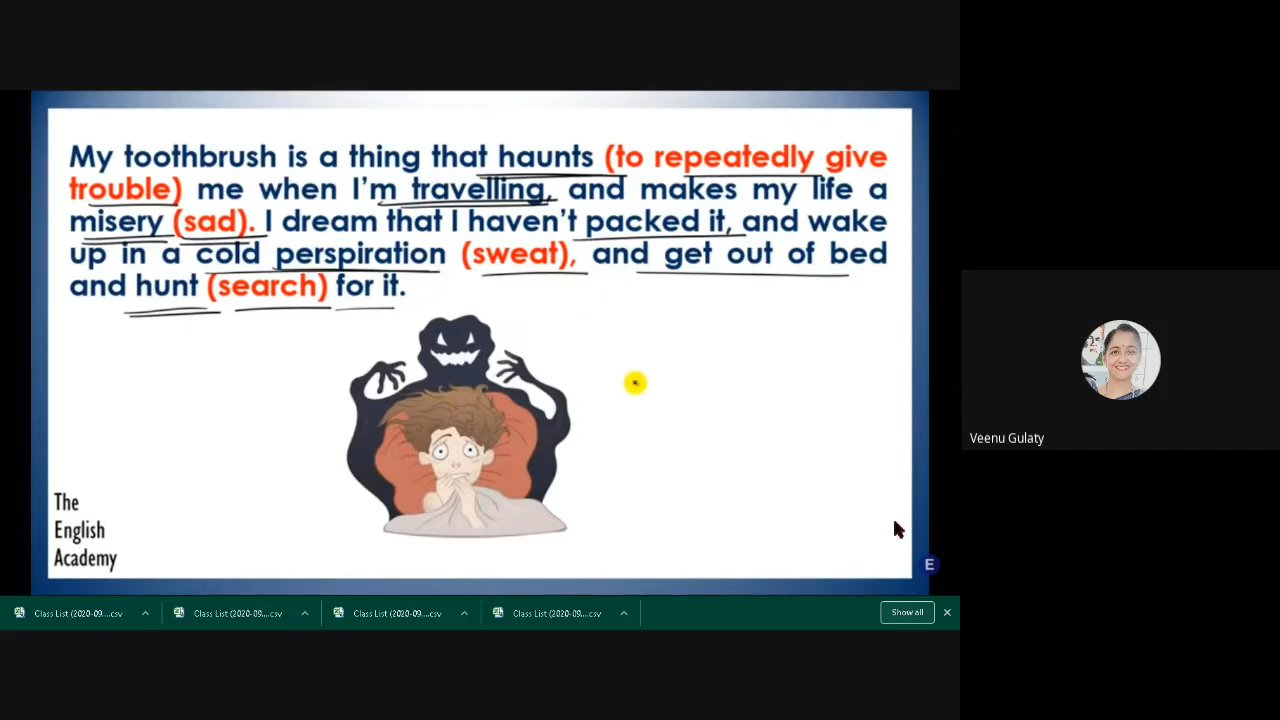 My toothbrush is a thing that haunts (to repeatedly give
trouble) me when I'm travelling, and makes my life a
misery (sad). I dream that I haven't packed it, and wake
up in a cold perspiration (sweat), and get out of bed
and hunt (search) for it.
The
English
Academy
E
Veenu Gulaty
Class List (2020-09....csv
Class List (2020-09....csv
Class List (2020-09....csv
Class List (2020-09....csv
Show all